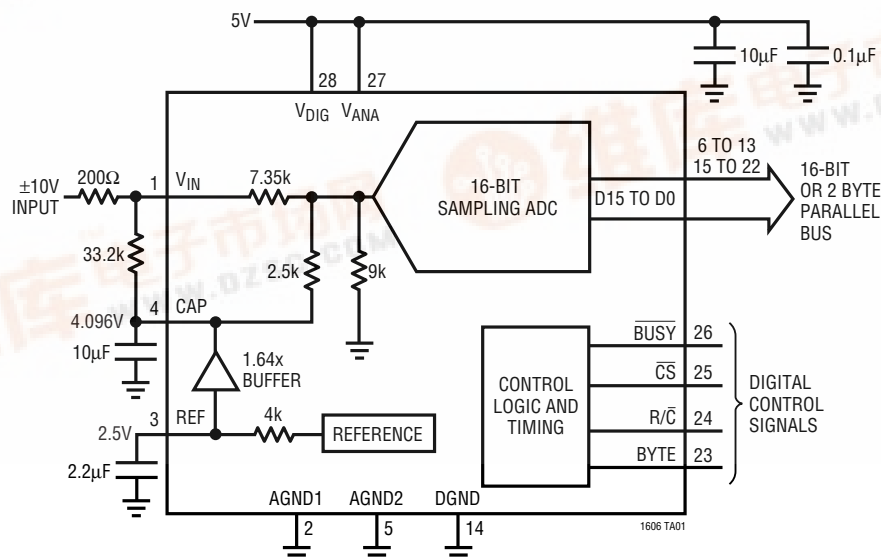 5V
10µF
0.1µF
28
27
VDIG
VANA
6 TO 13
15 TO 22
200Ω
1
VIN
7.35k
±10V
INPUT
16-BIT
SAMPLING ADC
D15 TO D0
16-BIT
OR 2 BYTE
PARALLEL
BUS
33.2k
2.5k
9k
4
CAP
4.096V
10µF
1.64x
BUFFER
BUSY
26
CS
25
CONTROL
LOGIC AND
TIMING
DIGITAL
CONTROL
SIGNALS
R/C
24
BYTE
23
3
REF
4k
REFERENCE
2.5V
2.2µF
AGND1
AGND2
DGND
2
5
14
1606 TA01